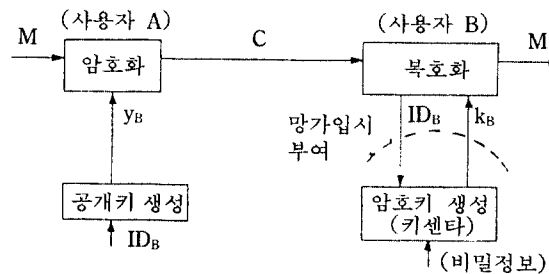 (사용자 A)
(사용자 B)
M
암호화
C
복호화
M
y_B
망가입시
부여
ID_B
k_B
공개키 생성
암호키 생성
(키센타)
ID_B
(비밀정보)